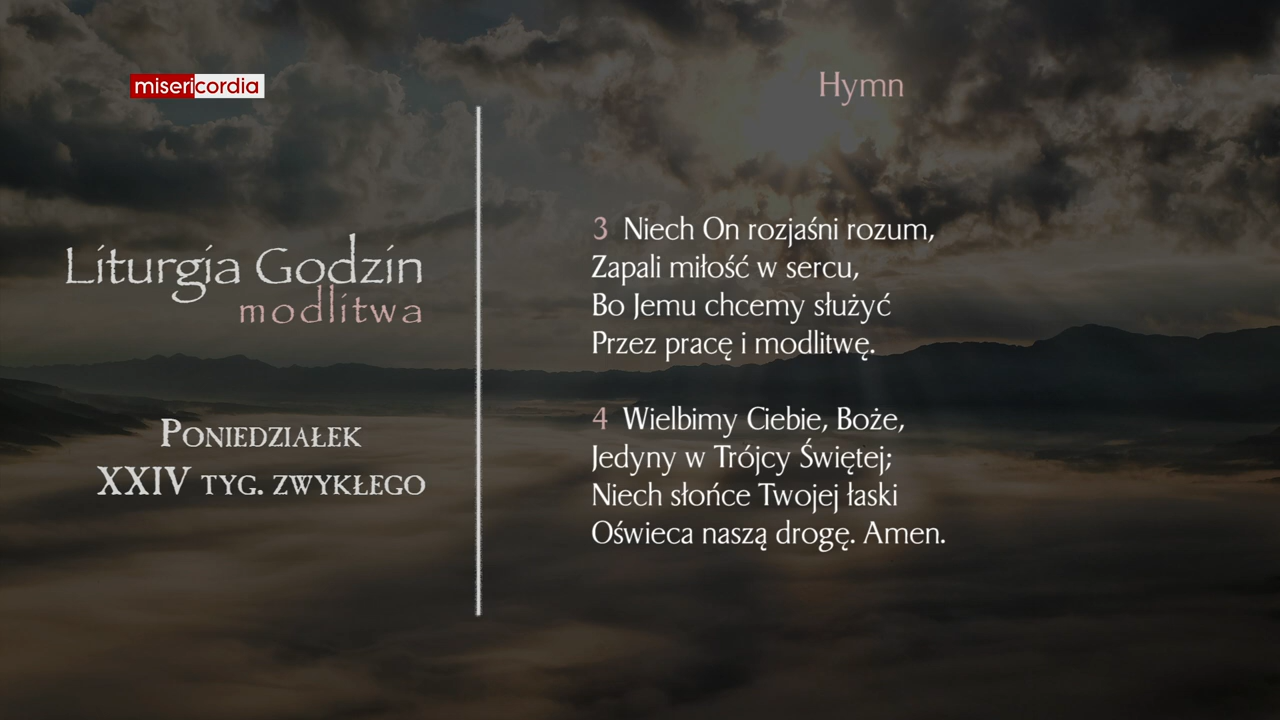 misericordia
Liturgia Godzin
modlitwa
Poniedziałek
XXIV tyg. zwykłego
Hymn
3 Niech On rozjaśni rozum,
Zapali miłość w sercu,
Bo Jemu chcemy służyć
Przez pracę i modlitwę.
4 Wielbimy Ciebie, Boże,
Jedyny w Trójcy Świętej;
Niech słońce Twojej łaski
Oświeca naszą drogę. Amen.